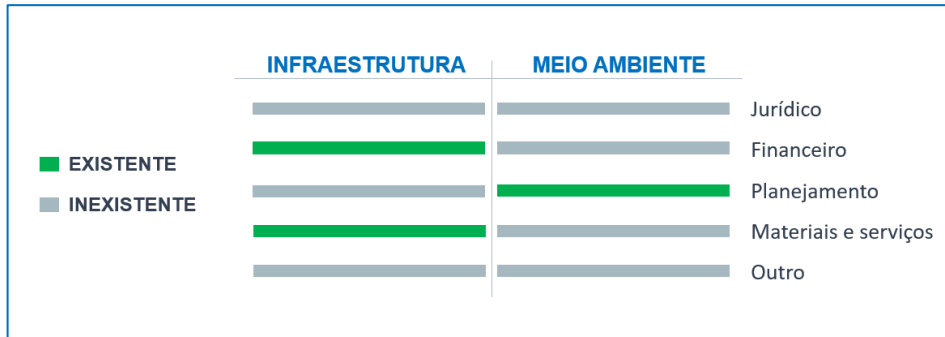 INFRAESTRUTURA
MEIO AMBIENTE
Jurídico
Financeiro
EXISTENTE
Planejamento
INEXISTENTE
Materiais e serviços
Outro